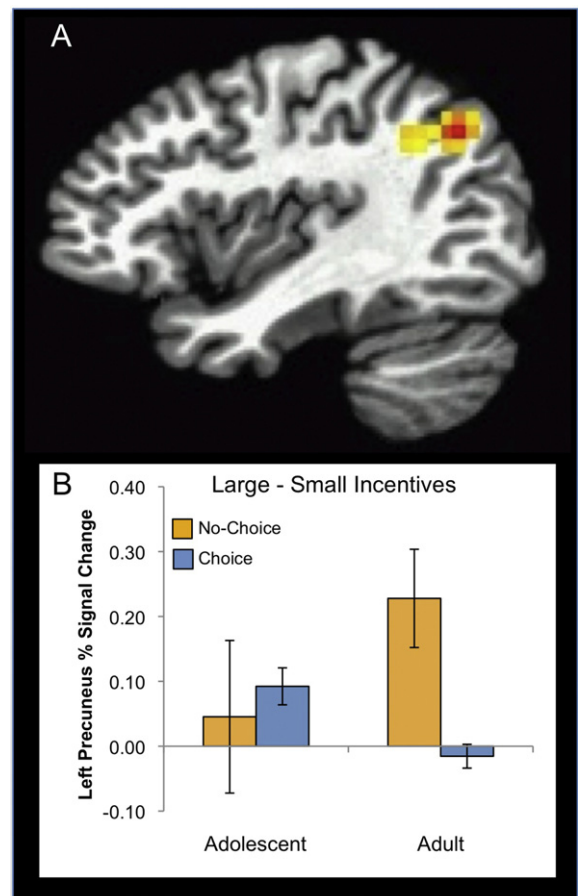 A
B
Large - Small Incentives
No-Choice
Choice
Left Precuneus % Signal Change
0.40
0.30
0.20
0.10
0.00
-0.10
Adolescent
Adult